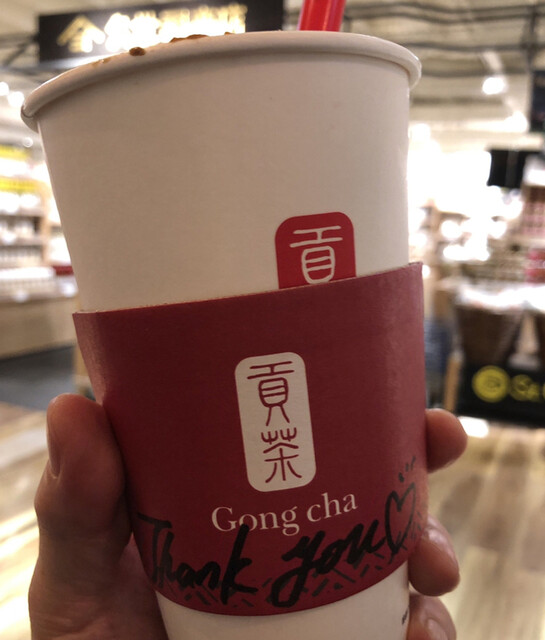 貢
貢
茶
Gong cha
Thank you